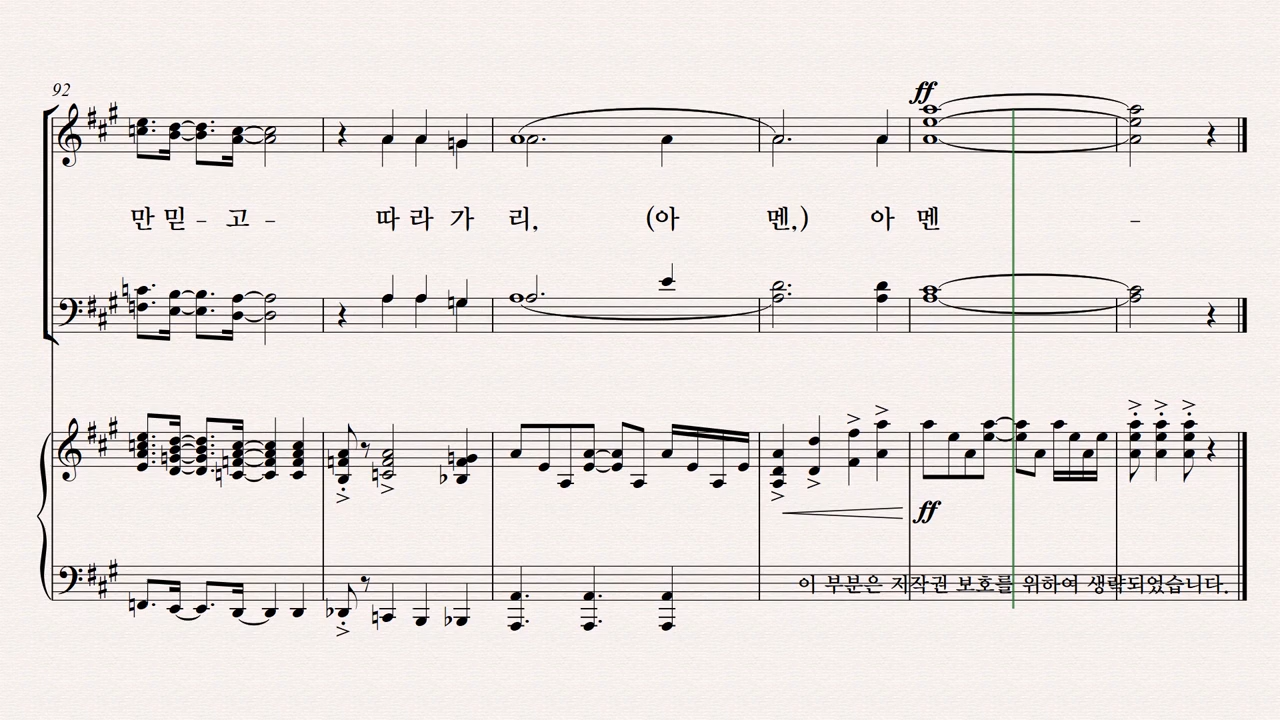 92
ff
만 믿 - 고 - 따 라 가 리, (아 멘,) 아 멘 -
ff
이 부분은 저작권 보호를 위하여 생략되었습니다.